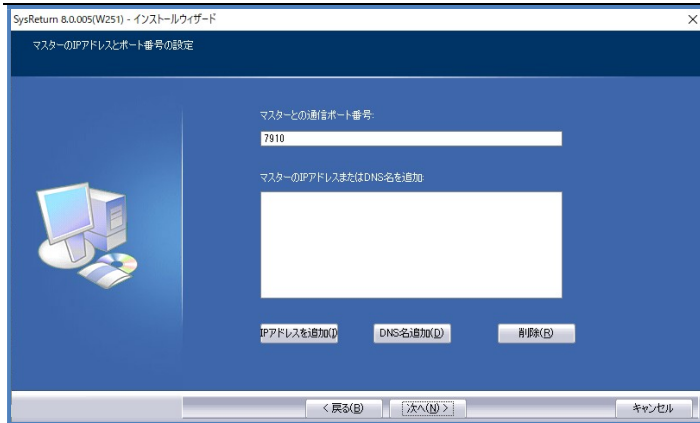 SysReturn 8.0.005(W251) - インストールウィザード
マスターのIPアドレスとポート番号の設定
マスターとの通信ポート番号:
7910
マスターのIPアドレスまたはDNS名を追加:
IPアドレスを追加(I)
DNS名追加(D)
削除(R)
< 戻る(B)
次へ(N) >
キャンセル